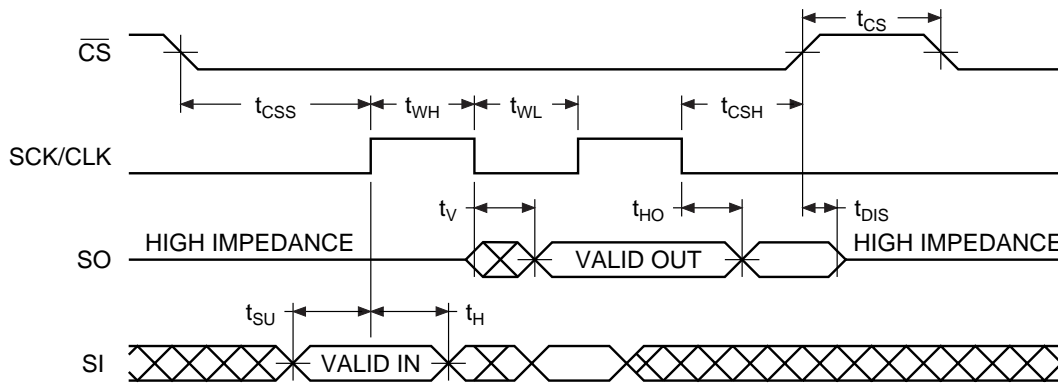 t_CS
C̅S̅
t_CSS t_WH t_WL t_CSH
SCK/CLK
t_V t_HO t_DIS
HIGH IMPEDANCE HIGH IMPEDANCE
SO VALID OUT
t_SU t_H
SI VALID IN